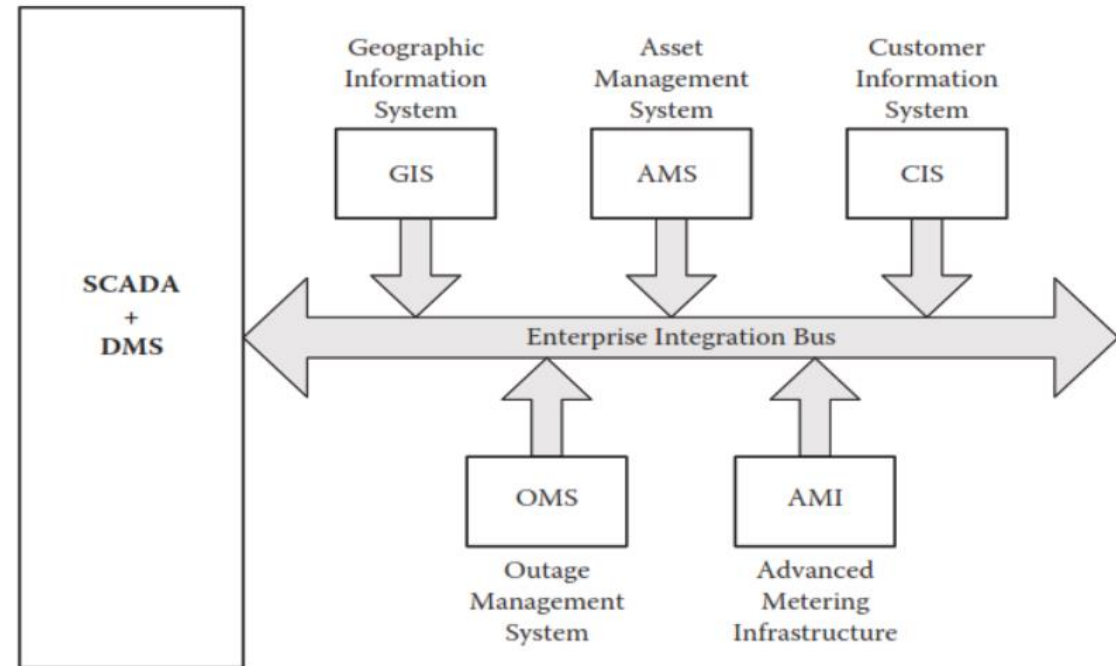 Geographic
Information
System
Asset
Management
System
Customer
Information
System
GIS
AMS
CIS
SCADA
+
DMS
Enterprise Integration Bus
OMS
AMI
Outage
Management
System
Advanced
Metering
Infrastructure